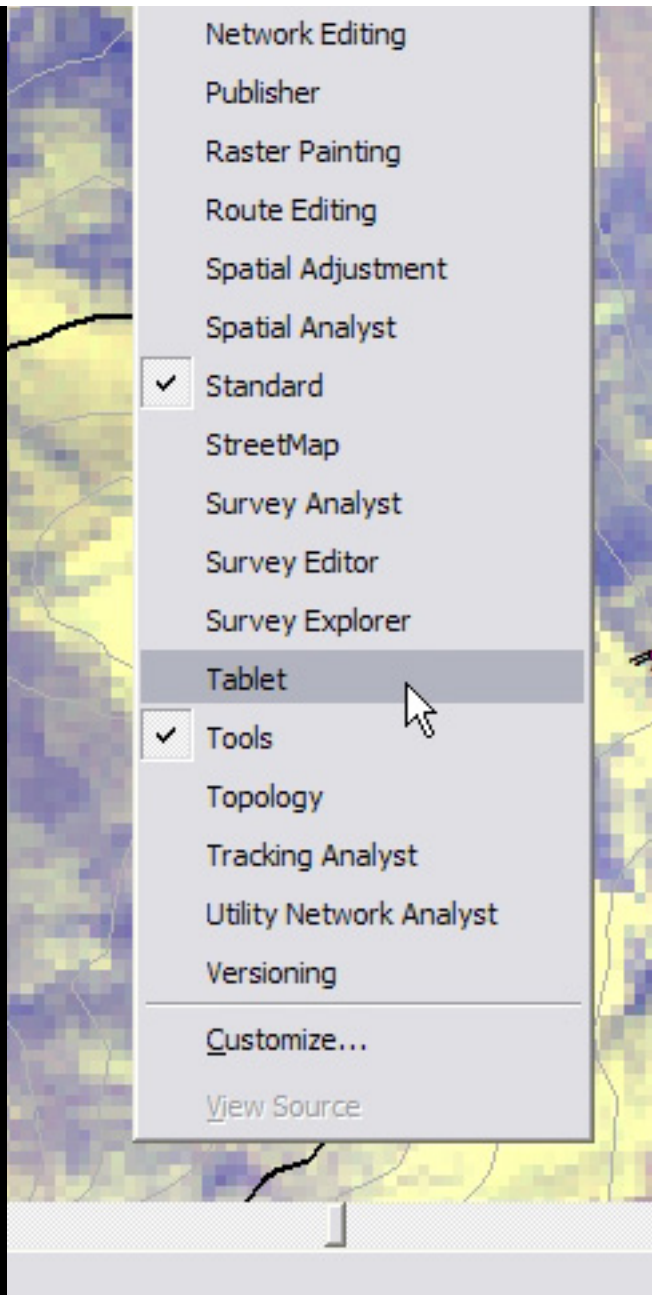 Network Editing
Publisher
Raster Painting
Route Editing
Spatial Adjustment
Spatial Analyst
Standard
StreetMap
Survey Analyst
Survey Editor
Survey Explorer
Tablet
Tools
Topology
Tracking Analyst
Utility Network Analyst
Versioning
Customize...
View Source